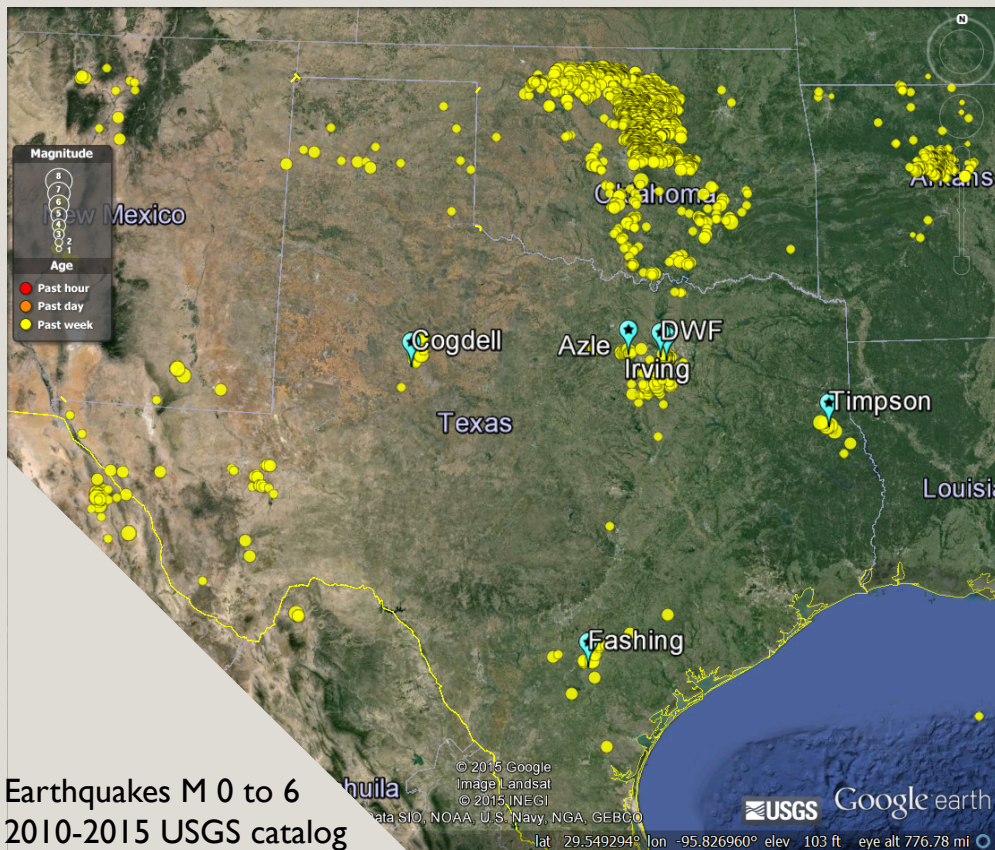 N
Magnitude
8
7
6
5
4
3
2
1
Age
Past hour
Past day
Past week
New Mexico
Oklahoma
Arkans
Cogdell
Azle
DWF
Irving
Texas
Timpson
Louisia
Fashing
huila
© 2015 Google
Image Landsat
© 2015 INEGI
ata SIO, NOAA, U.S. Navy, NGA, GEBCO
USGS
Google earth
lat 29.549294° lon -95.826960° elev 103 ft eye alt 776.78 mi
Earthquakes M 0 to 6
2010-2015 USGS catalog